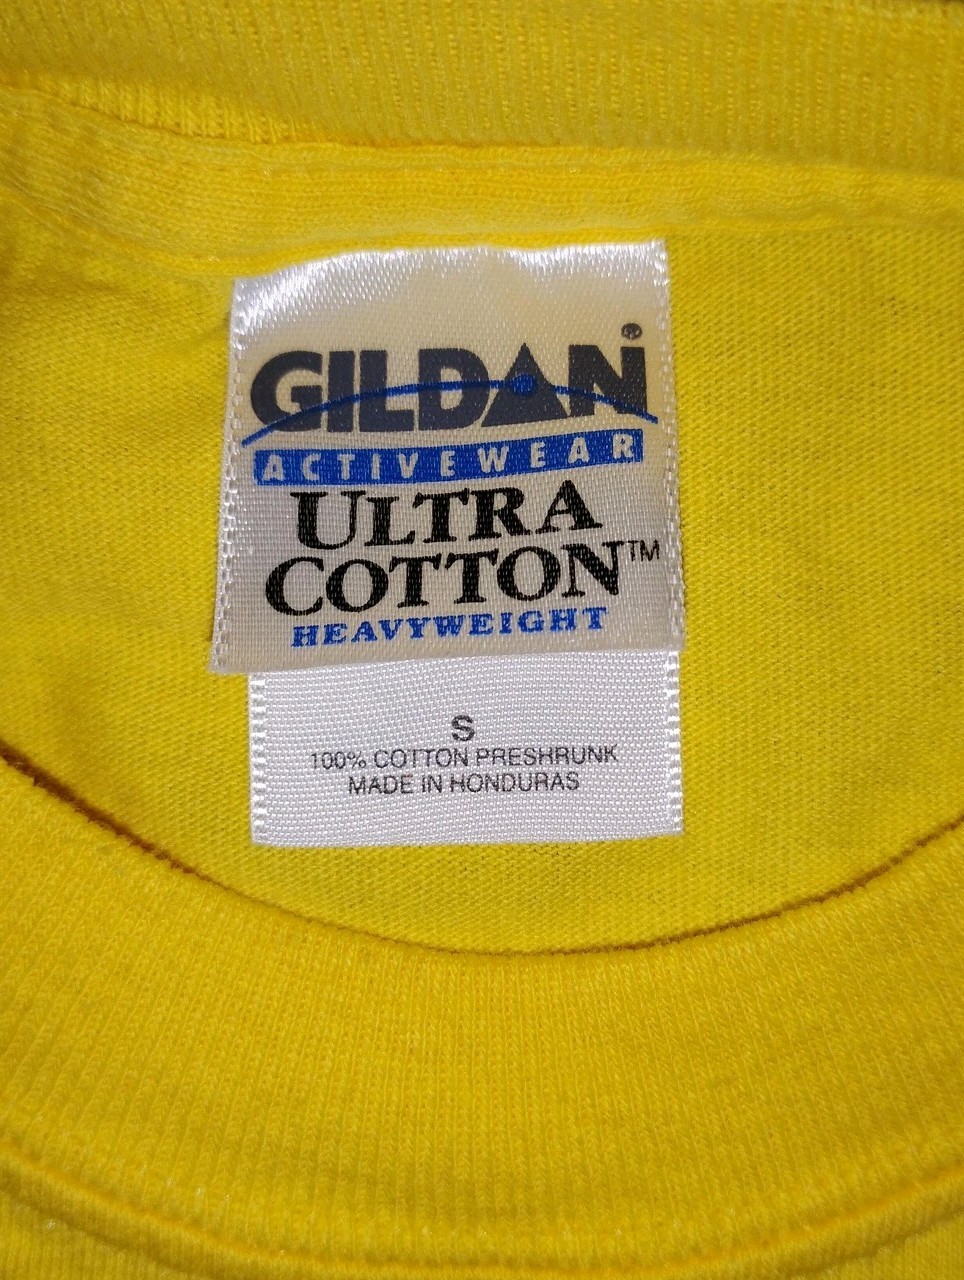 GILDAN®
ACTIVEWEAR
ULTRA
COTTON™
HEAVYWEIGHT
S
100% COTTON PRESHRUNK
MADE IN HONDURAS